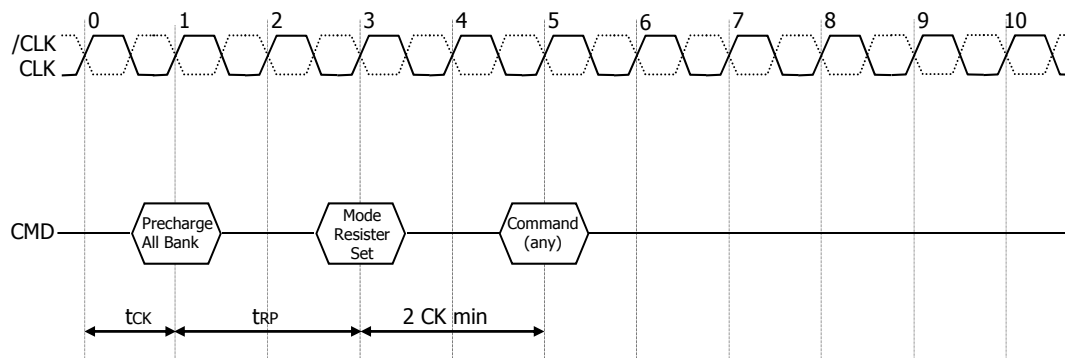 0 1 2 3 4 5 6 7 8 9 10
/CLK
CLK
CMD
Precharge
All Bank
Mode
Resister
Set
Command
(any)
tCK
tRP
2 CK min